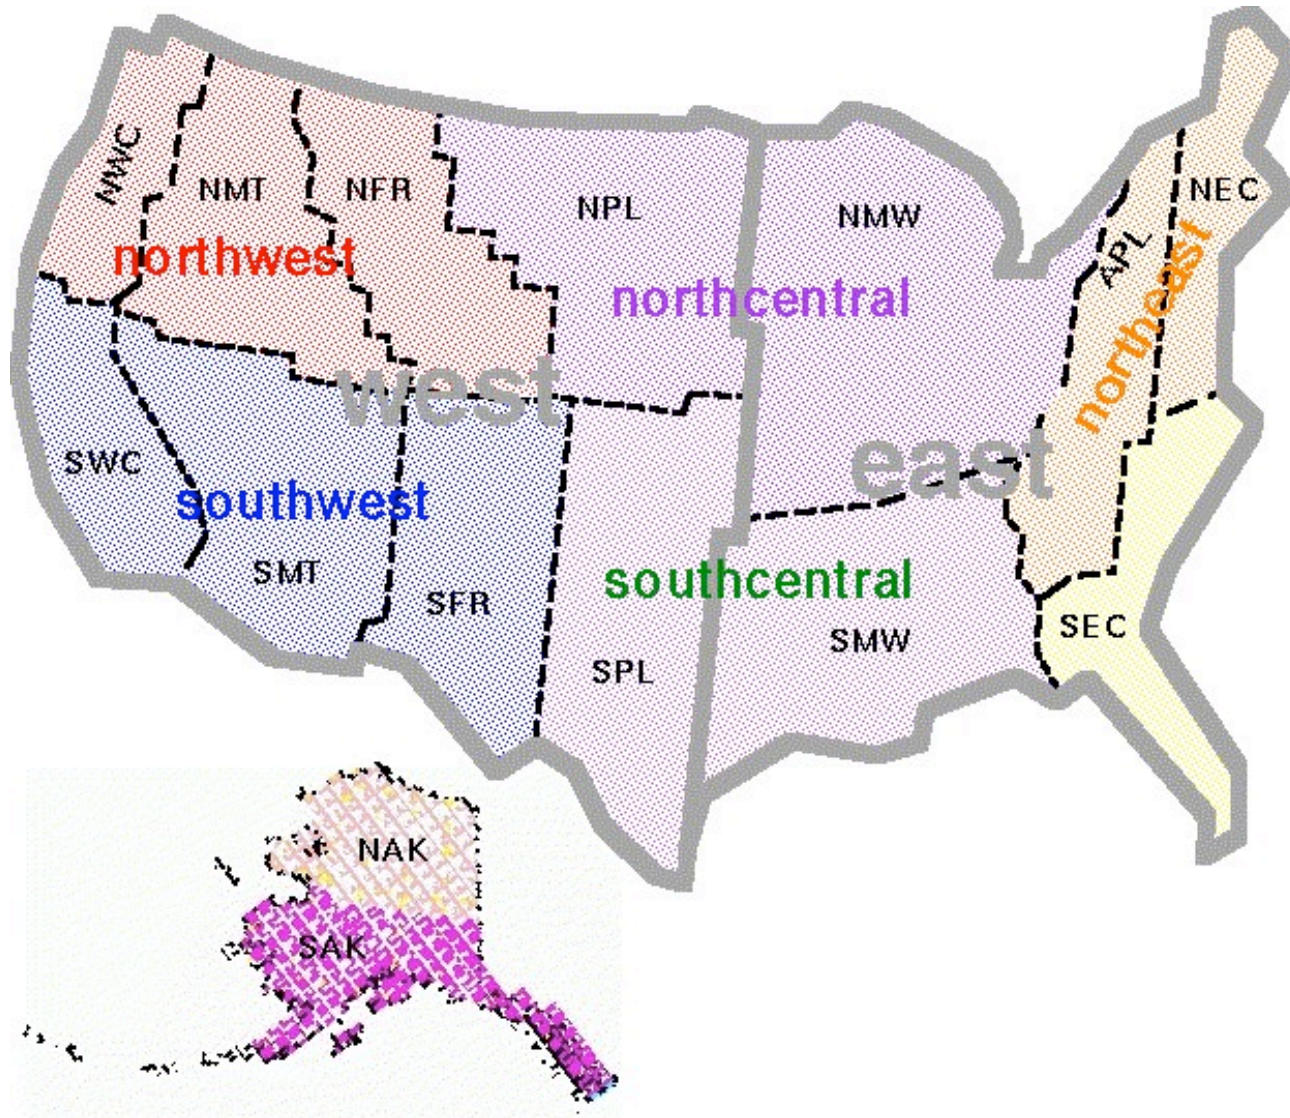 NWC
NMT
NFR
NPL
NMW
NEC
APL
northwest
northcentral
northeast
west
east
SWC
southwest
SMT
SFR
southcentral
SPL
SMW
SEC
NAK
SAK